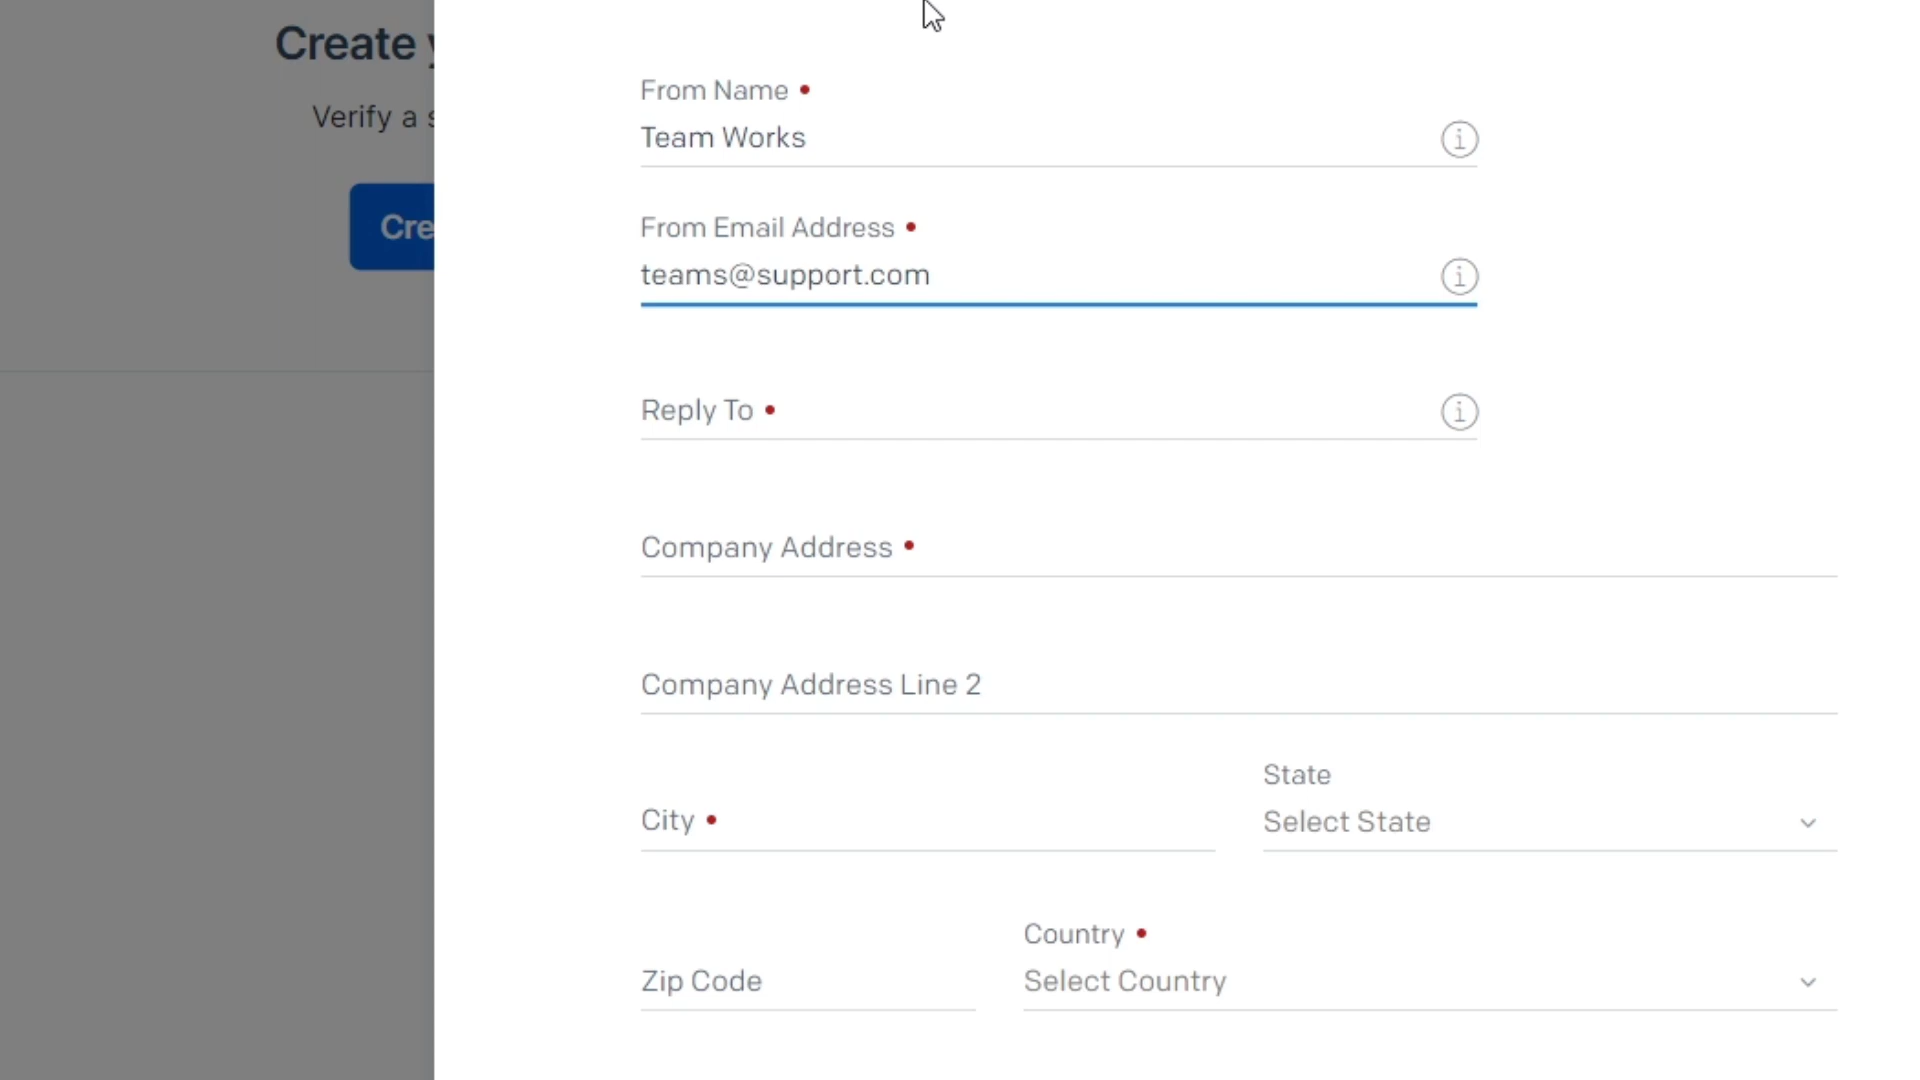 Create
Verify a
Cre
From Name
Team Works
From Email Address
teams@support.com
Reply To
Company Address
Company Address Line 2
State
City
Select State
Country
Zip Code
Select Country